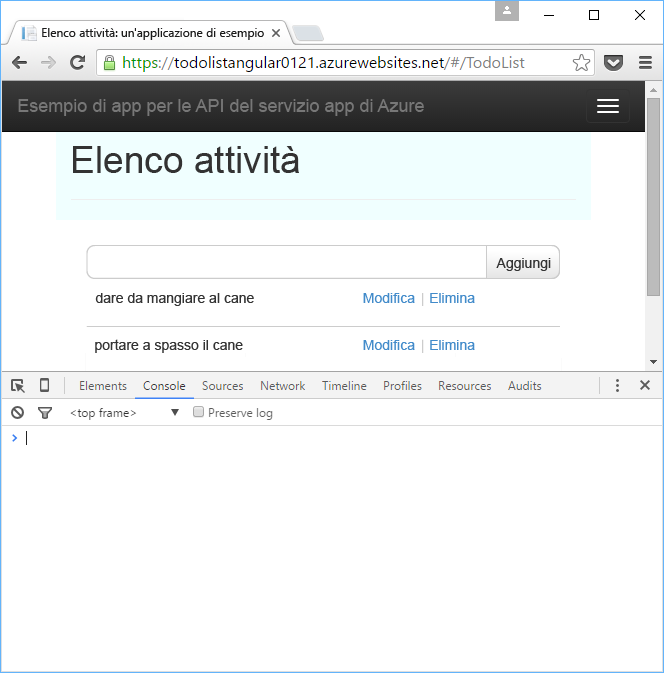 Elenco attività: un'applicazione di esempio
https://todolistangular0121.azurewebsites.net/#/TodoList
Esempio di app per le API del servizio app di Azure
Elenco attività
Aggiungi
dare da mangiare al cane Modifica | Elimina
portare a spasso il cane Modifica | Elimina
Elements Console Sources Network Timeline Profiles Resources Audits
<top frame> Preserve log